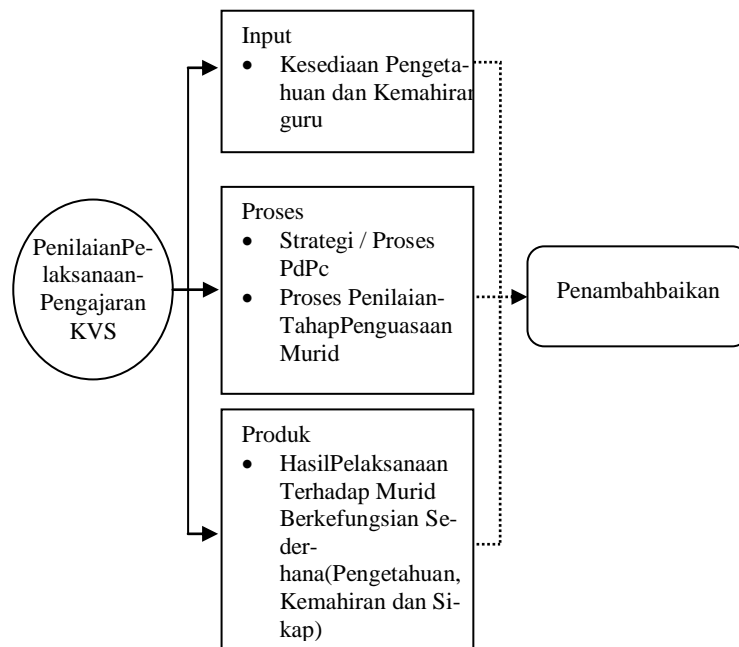 Input
• Kesediaan Pengeta-
huan dan Kemahiran
guru
Proses
• Strategi / Proses
PdPc
• Proses Penilaian-
TahapPenguasaan
Murid
PenilaianPe-
laksanaan-
Pengajaran
KVS
Penambahbaikan
Produk
• HasilPelaksanaan
Terhadap Murid
Berkefungsian Se-
der-
hana(Pengetahuan,
Kemahiran dan Si-
kap)